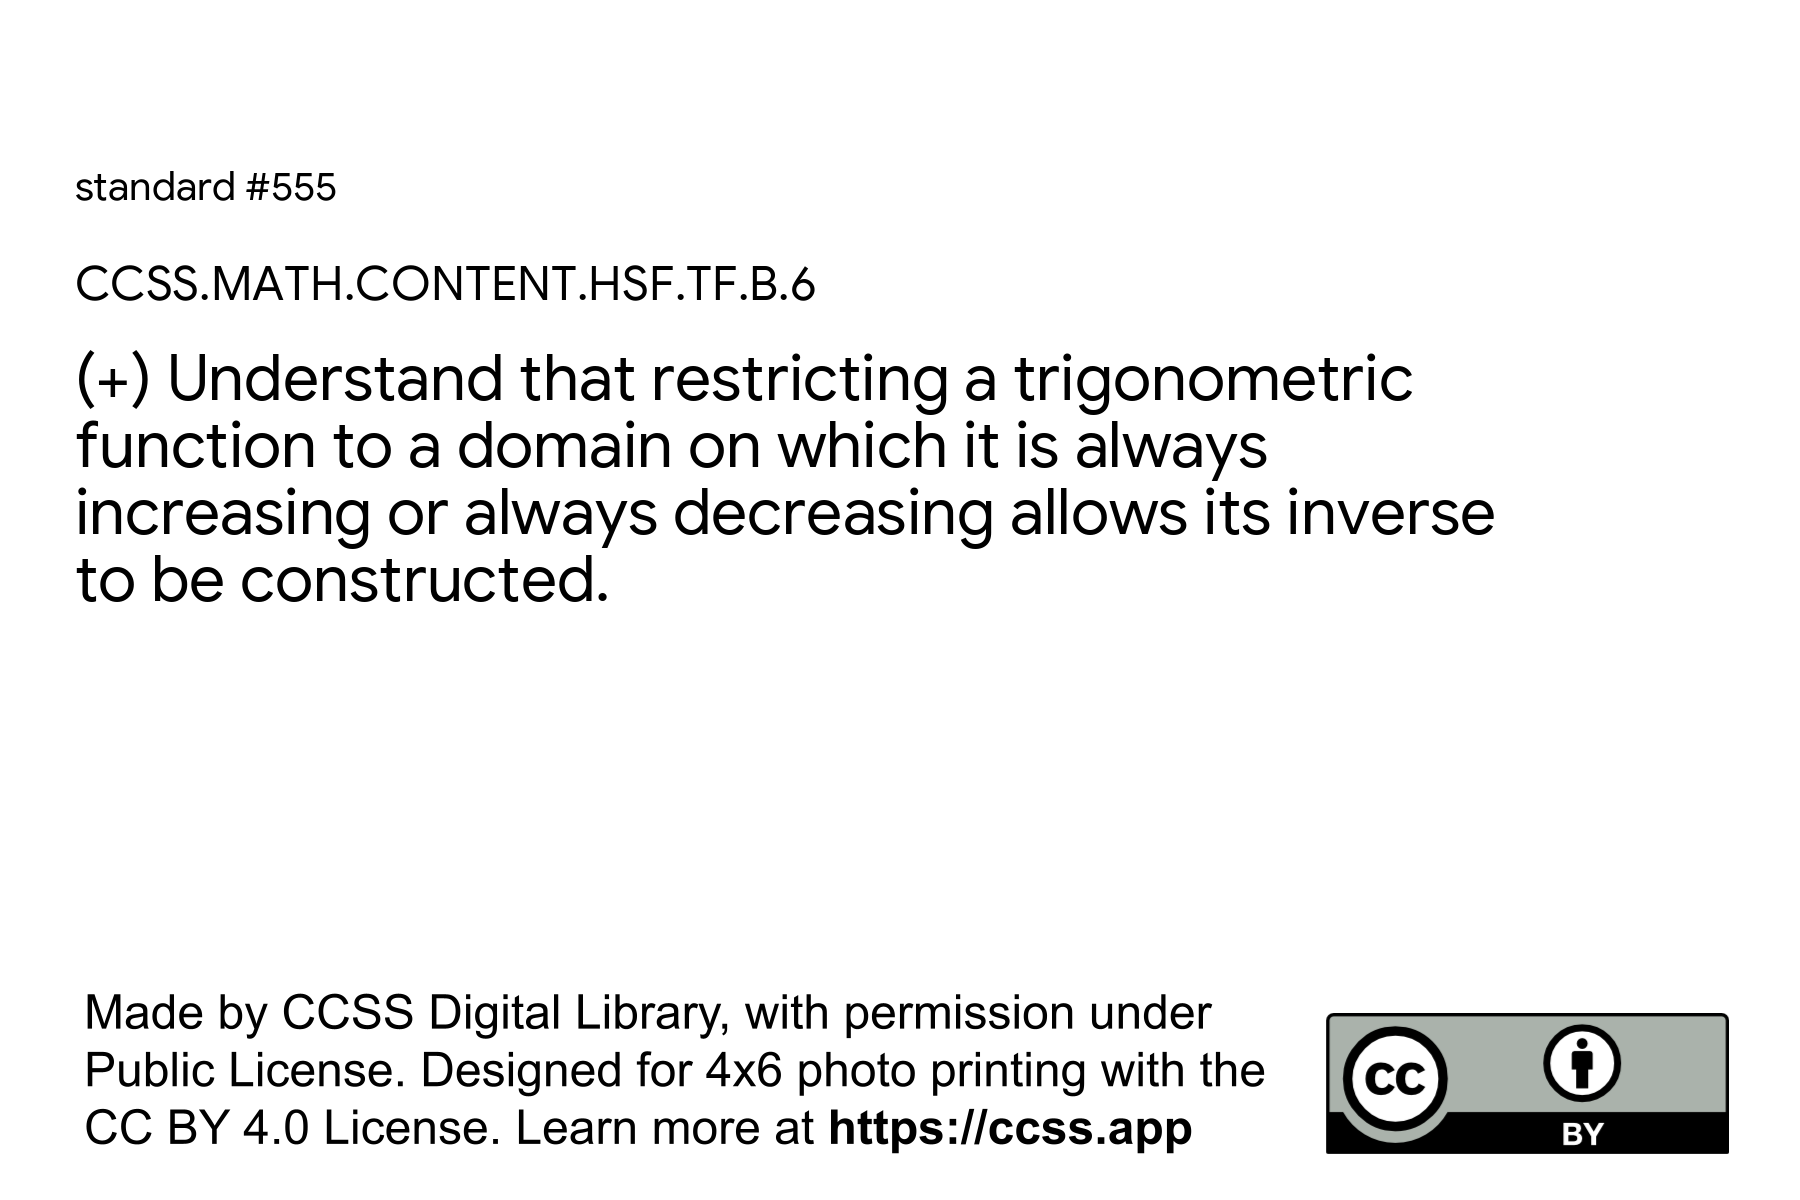 standard #555
CCSS.MATH.CONTENT.HSF.TF.B.6
(+) Understand that restricting a trigonometric
function to a domain on which it is always
increasing or always decreasing allows its inverse
to be constructed.
Made by CCSS Digital Library, with permission under
Public License. Designed for 4x6 photo printing with the
CC BY 4.0 License. Learn more at https://ccss.app
CC
BY